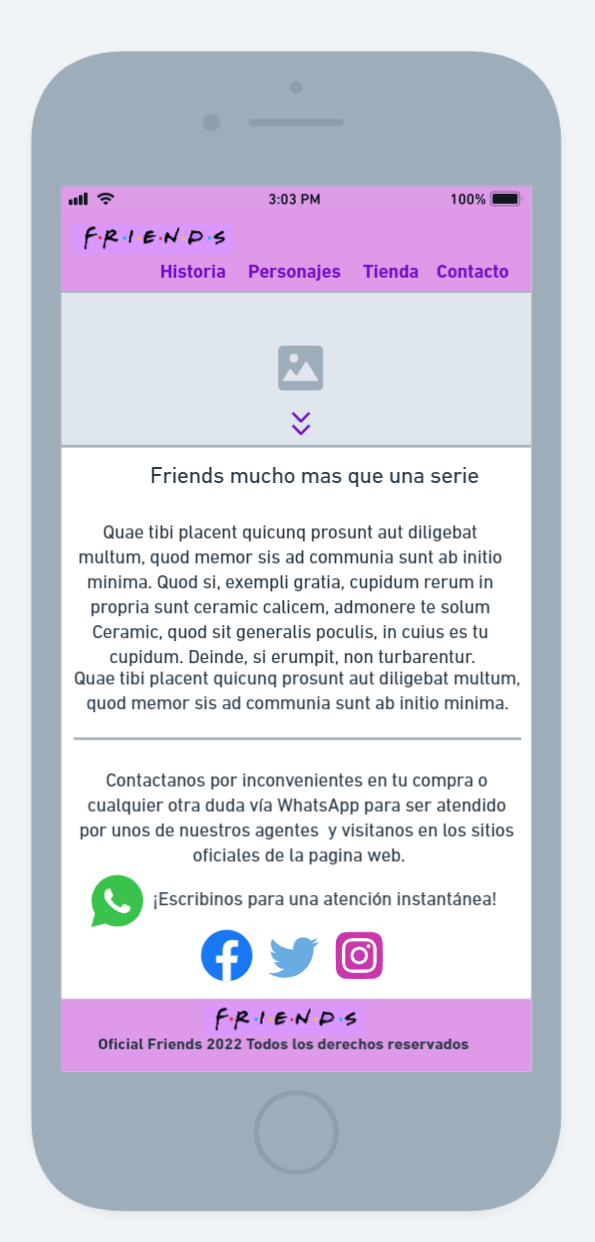 3:03 PM 100%
F·R·I·E·N·D·S
Historia Personajes Tienda Contacto
Friends mucho mas que una serie
Quae tibi placent quicunq prosunt aut diligebat
multum, quod memor sis ad communia sunt ab initio
minima. Quod si, exempli gratia, cupidum rerum in
propria sunt ceramic calicem, admonere te solum
Ceramic, quod sit generalis poculis, in cuius es tu
cupidum. Deinde, si erumpit, non turbarentur.
Quae tibi placent quicunq prosunt aut diligebat multum,
quod memor sis ad communia sunt ab initio minima.
Contactanos por inconvenientes en tu compra o
cualquier otra duda vía WhatsApp para ser atendido
por unos de nuestros agentes y visitanos en los sitios
oficiales de la pagina web.
¡Escribinos para una atención instantánea!
F·R·I·E·N·D·S
Oficial Friends 2022 Todos los derechos reservados